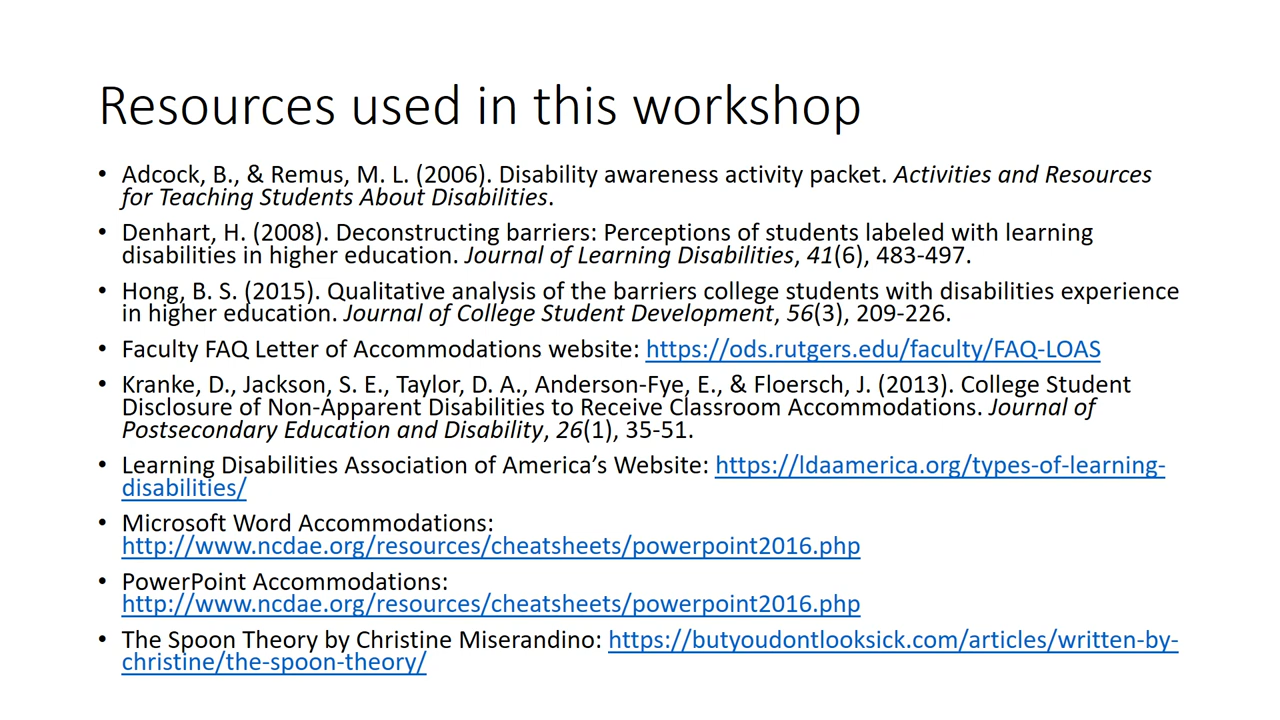 Resources used in this workshop
• Adcock, B., & Remus, M. L. (2006). Disability awareness activity packet. Activities and Resources
for Teaching Students About Disabilities.
• Denhart, H. (2008). Deconstructing barriers: Perceptions of students labeled with learning
disabilities in higher education. Journal of Learning Disabilities, 41(6), 483-497.
• Hong, B. S. (2015). Qualitative analysis of the barriers college students with disabilities experience
in higher education. Journal of College Student Development, 56(3), 209-226.
• Faculty FAQ Letter of Accommodations website: https://ods.rutgers.edu/faculty/FAQ-LOAS
• Kranke, D., Jackson, S. E., Taylor, D. A., Anderson-Fye, E., & Floersch, J. (2013). College Student
Disclosure of Non-Apparent Disabilities to Receive Classroom Accommodations. Journal of
Postsecondary Education and Disability, 26(1), 35-51.
• Learning Disabilities Association of America’s Website: https://ldaamerica.org/types-of-learning-
disabilities/
• Microsoft Word Accommodations:
http://www.ncdae.org/resources/cheatsheets/powerpoint2016.php
• PowerPoint Accommodations:
http://www.ncdae.org/resources/cheatsheets/powerpoint2016.php
• The Spoon Theory by Christine Miserandino: https://butyoudontlooksick.com/articles/written-by-
christine/the-spoon-theory/